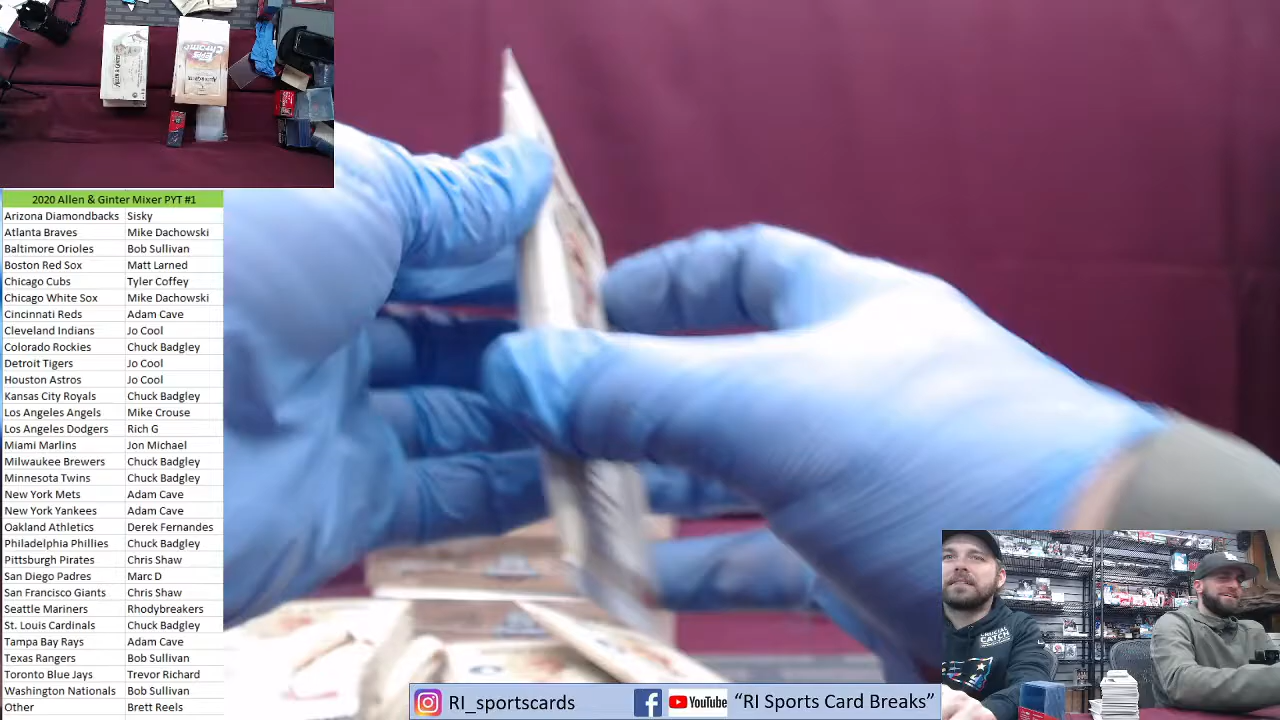 2020 Allen & Ginter Mixer PYT #1
Arizona Diamondbacks Sisky
Atlanta Braves Mike Dachowski
Baltimore Orioles Bob Sullivan
Boston Red Sox Matt Larned
Chicago Cubs Tyler Coffey
Chicago White Sox Mike Dachowski
Cincinnati Reds Adam Cave
Cleveland Indians Jo Cool
Colorado Rockies Chuck Badgley
Detroit Tigers Jo Cool
Houston Astros Jo Cool
Kansas City Royals Chuck Badgley
Los Angeles Angels Mike Crouse
Los Angeles Dodgers Rich G
Miami Marlins Jon Michael
Milwaukee Brewers Chuck Badgley
Minnesota Twins Chuck Badgley
New York Mets Adam Cave
New York Yankees Adam Cave
Oakland Athletics Derek Fernandes
Philadelphia Phillies Chuck Badgley
Pittsburgh Pirates Chris Shaw
San Diego Padres Marc D
San Francisco Giants Chris Shaw
Seattle Mariners Rhodybreakers
St. Louis Cardinals Chuck Badgley
Tampa Bay Rays Adam Cave
Texas Rangers Bob Sullivan
Toronto Blue Jays Trevor Richard
Washington Nationals Bob Sullivan
Other Brett Reels
CRUCIAL
CATCH
RI_sportscards YouTube "RI Sports Card Breaks"